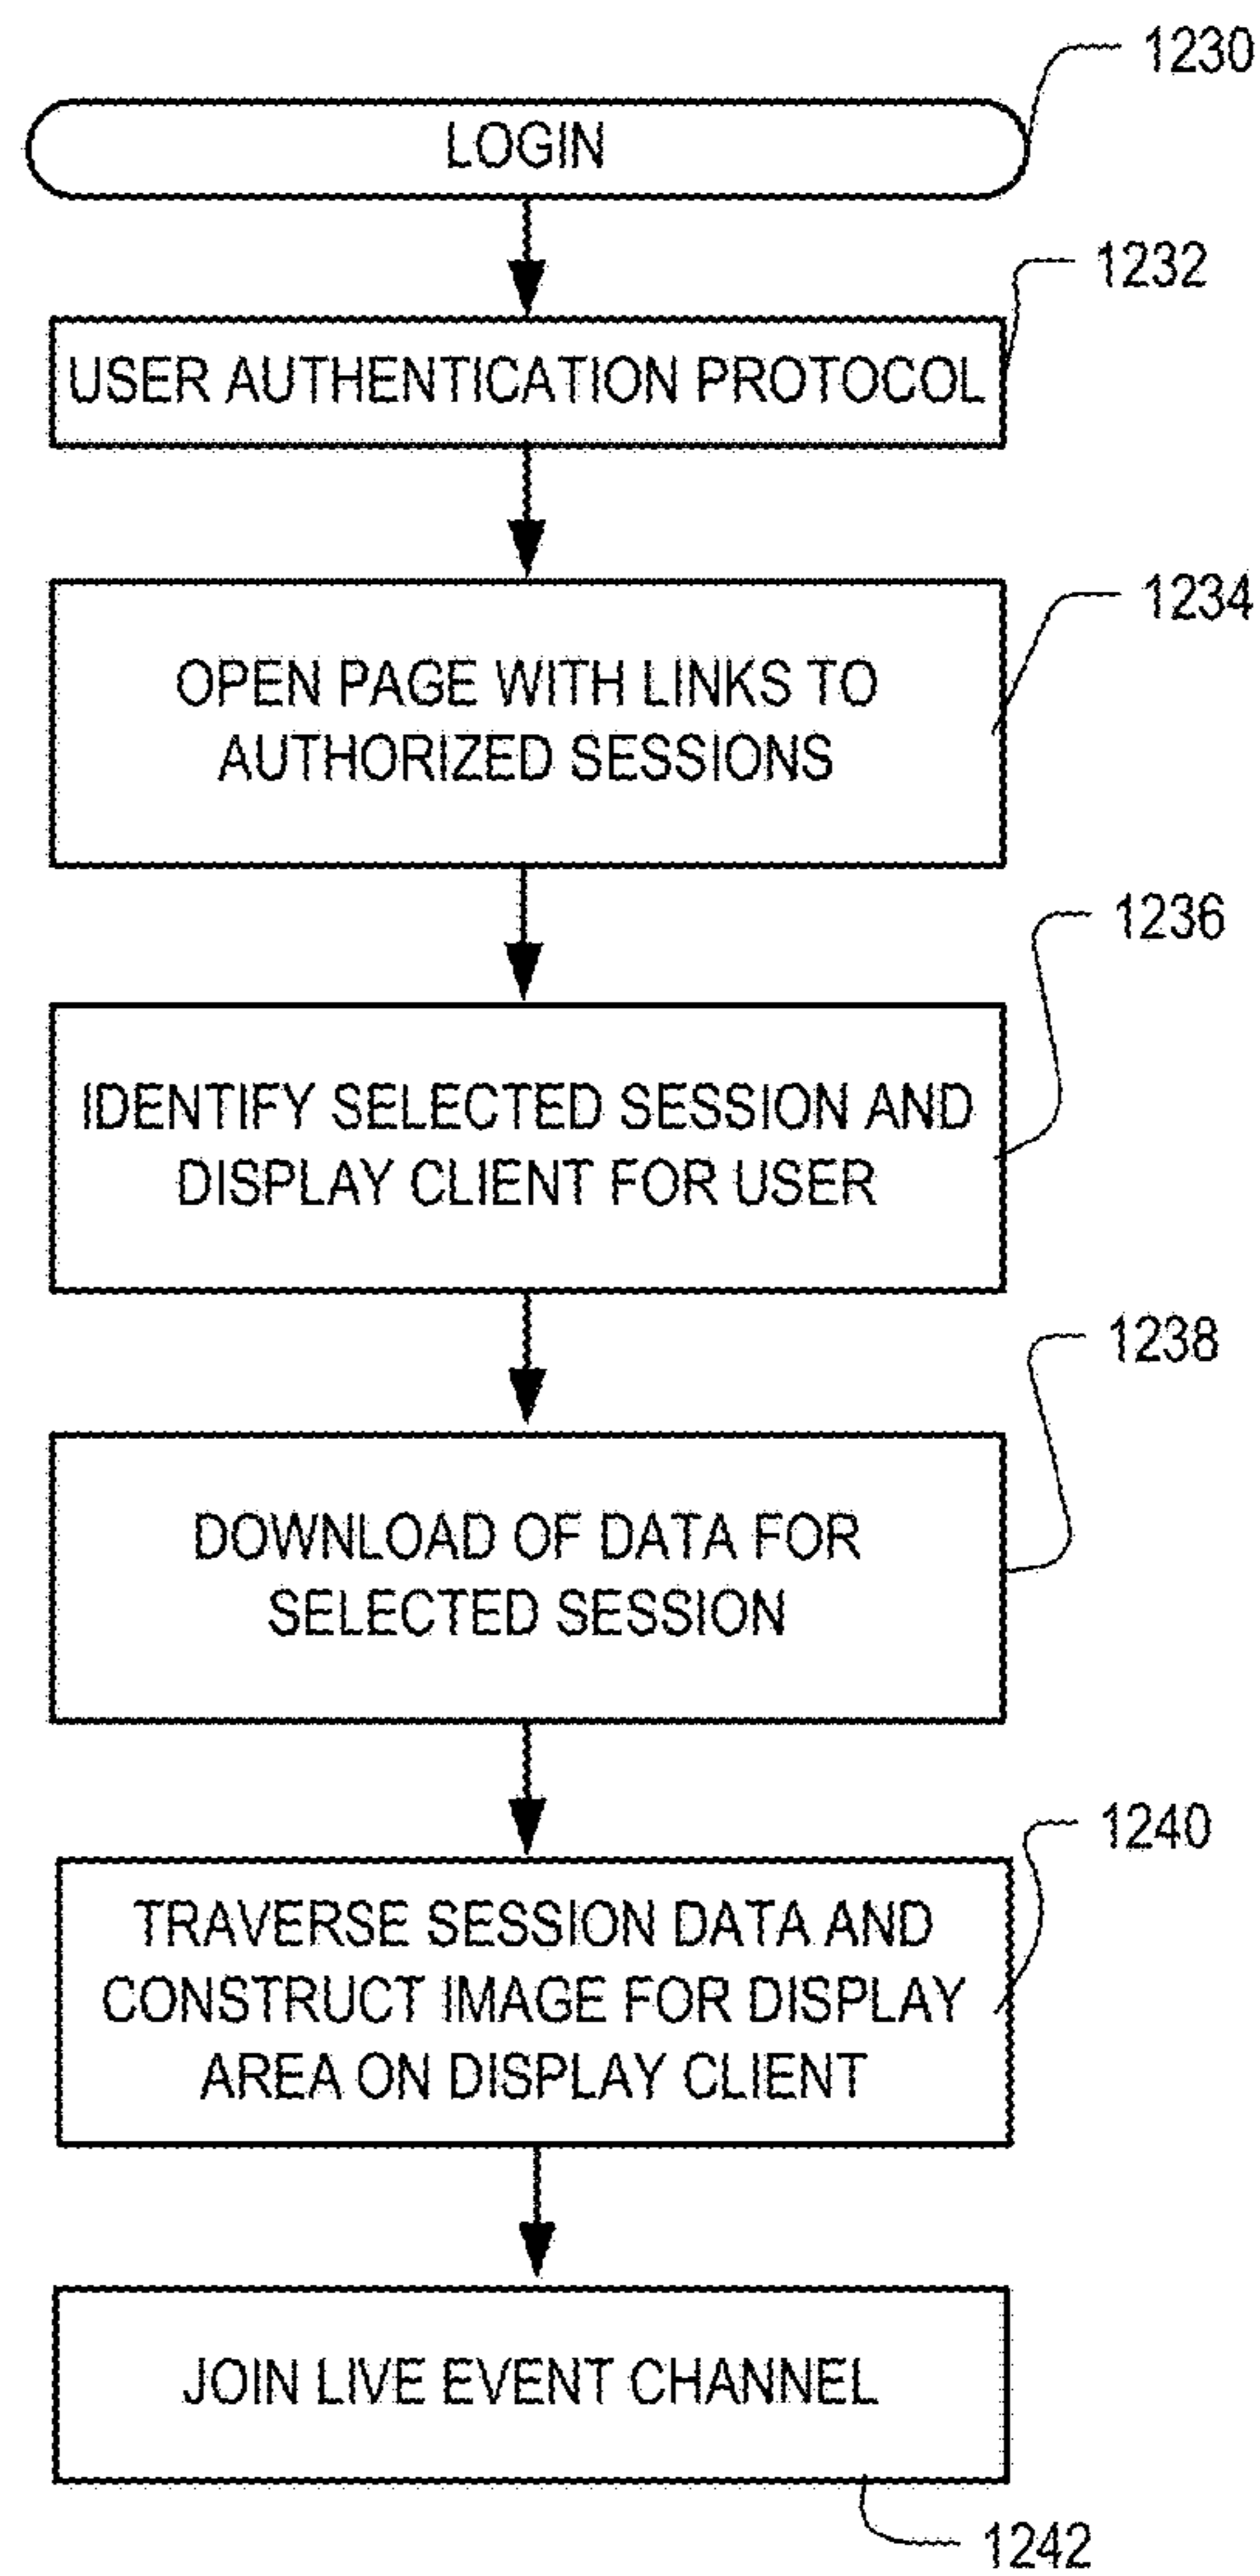 1230
LOGIN
1232
USER AUTHENTICATION PROTOCOL
1234
OPEN PAGE WITH LINKS TO
AUTHORIZED SESSIONS
1236
IDENTIFY SELECTED SESSION AND
DISPLAY CLIENT FOR USER
1238
DOWNLOAD OF DATA FOR
SELECTED SESSION
1240
TRAVERSE SESSION DATA AND
CONSTRUCT IMAGE FOR DISPLAY
AREA ON DISPLAY CLIENT
JOIN LIVE EVENT CHANNEL
1242